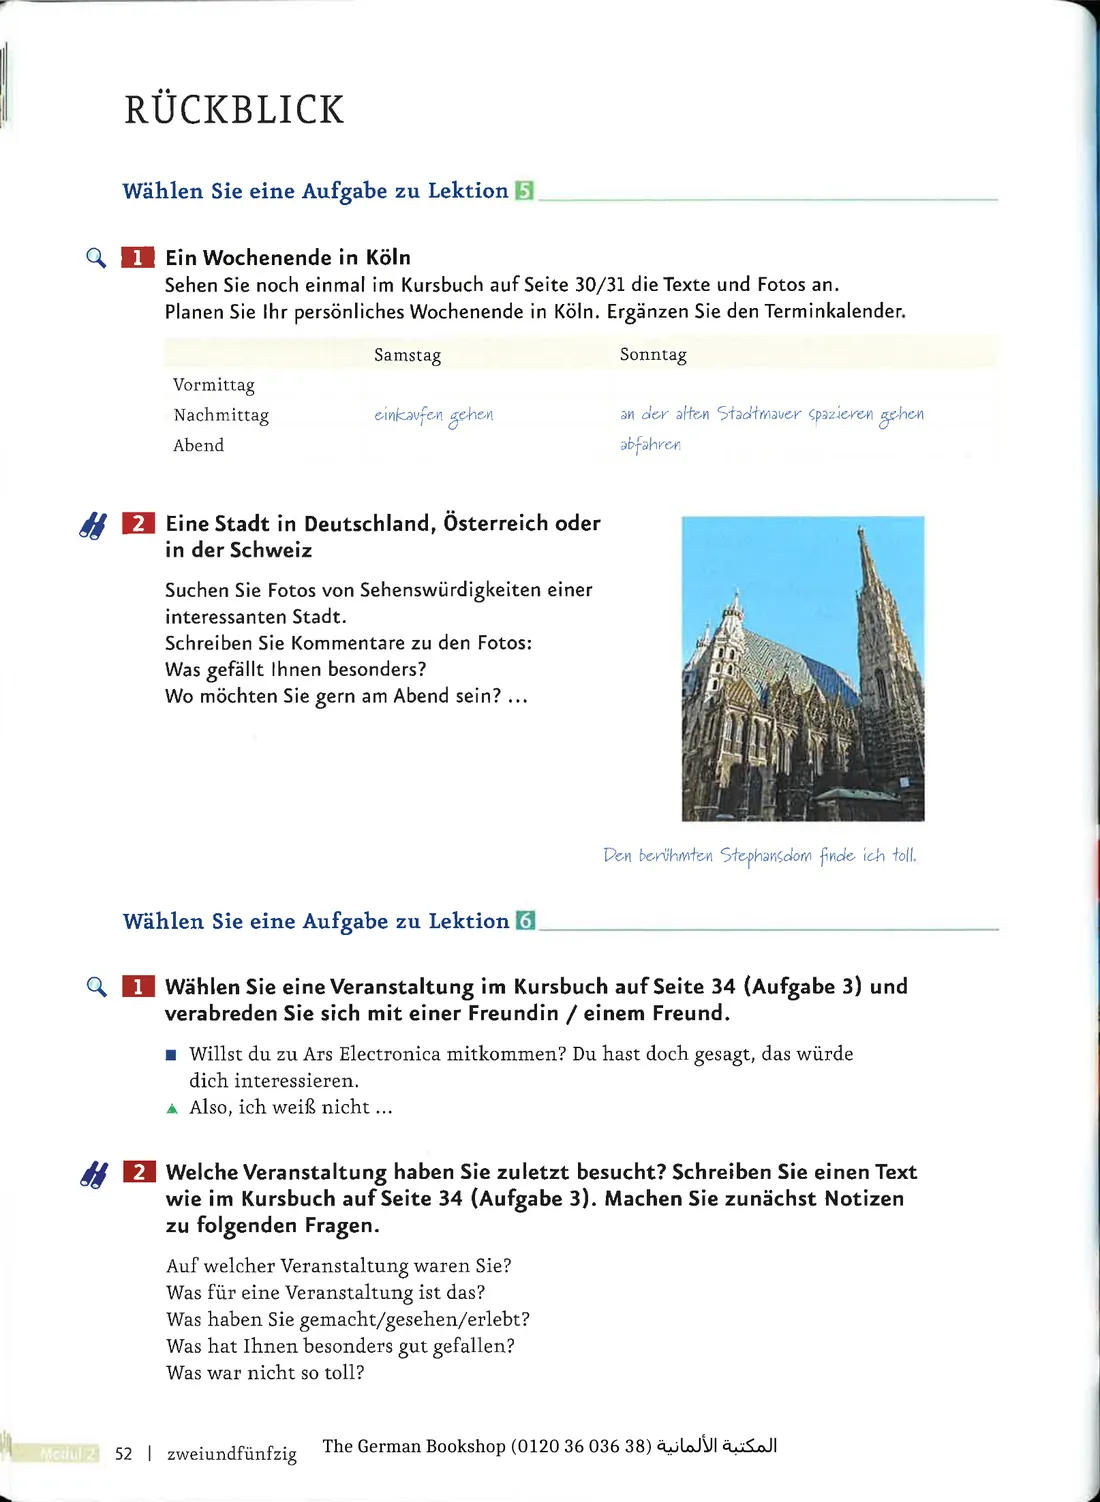 RÜCKBLICK
Wählen Sie eine Aufgabe zu Lektion 5
1 Ein Wochenende in Köln
Sehen Sie noch einmal im Kursbuch auf Seite 30/31 die Texte und Fotos an.
Planen Sie Ihr persönliches Wochenende in Köln. Ergänzen Sie den Terminkalender.
Samstag Sonntag
Vormittag
Nachmittag einkaufen gehen an der alten Stadtmauer spazieren gehen
Abend abfahren
2 Eine Stadt in Deutschland, Österreich oder
in der Schweiz
Suchen Sie Fotos von Sehenswürdigkeiten einer
interessanten Stadt.
Schreiben Sie Kommentare zu den Fotos:
Was gefällt Ihnen besonders?
Wo möchten Sie gern am Abend sein? ...
Den berühmten Stephansdom finde ich toll.
Wählen Sie eine Aufgabe zu Lektion 6
1 Wählen Sie eine Veranstaltung im Kursbuch auf Seite 34 (Aufgabe 3) und
verabreden Sie sich mit einer Freundin / einem Freund.
■ Willst du zu Ars Electronica mitkommen? Du hast doch gesagt, das würde
dich interessieren.
▲ Also, ich weiß nicht ...
2 Welche Veranstaltung haben Sie zuletzt besucht? Schreiben Sie einen Text
wie im Kursbuch auf Seite 34 (Aufgabe 3). Machen Sie zunächst Notizen
zu folgenden Fragen.
Auf welcher Veranstaltung waren Sie?
Was für eine Veranstaltung ist das?
Was haben Sie gemacht/gesehen/erlebt?
Was hat Ihnen besonders gut gefallen?
Was war nicht so toll?
Modul 2 52 | zweiundfünfzig The German Bookshop (0120 36 036 38) المكتبة الألمانية